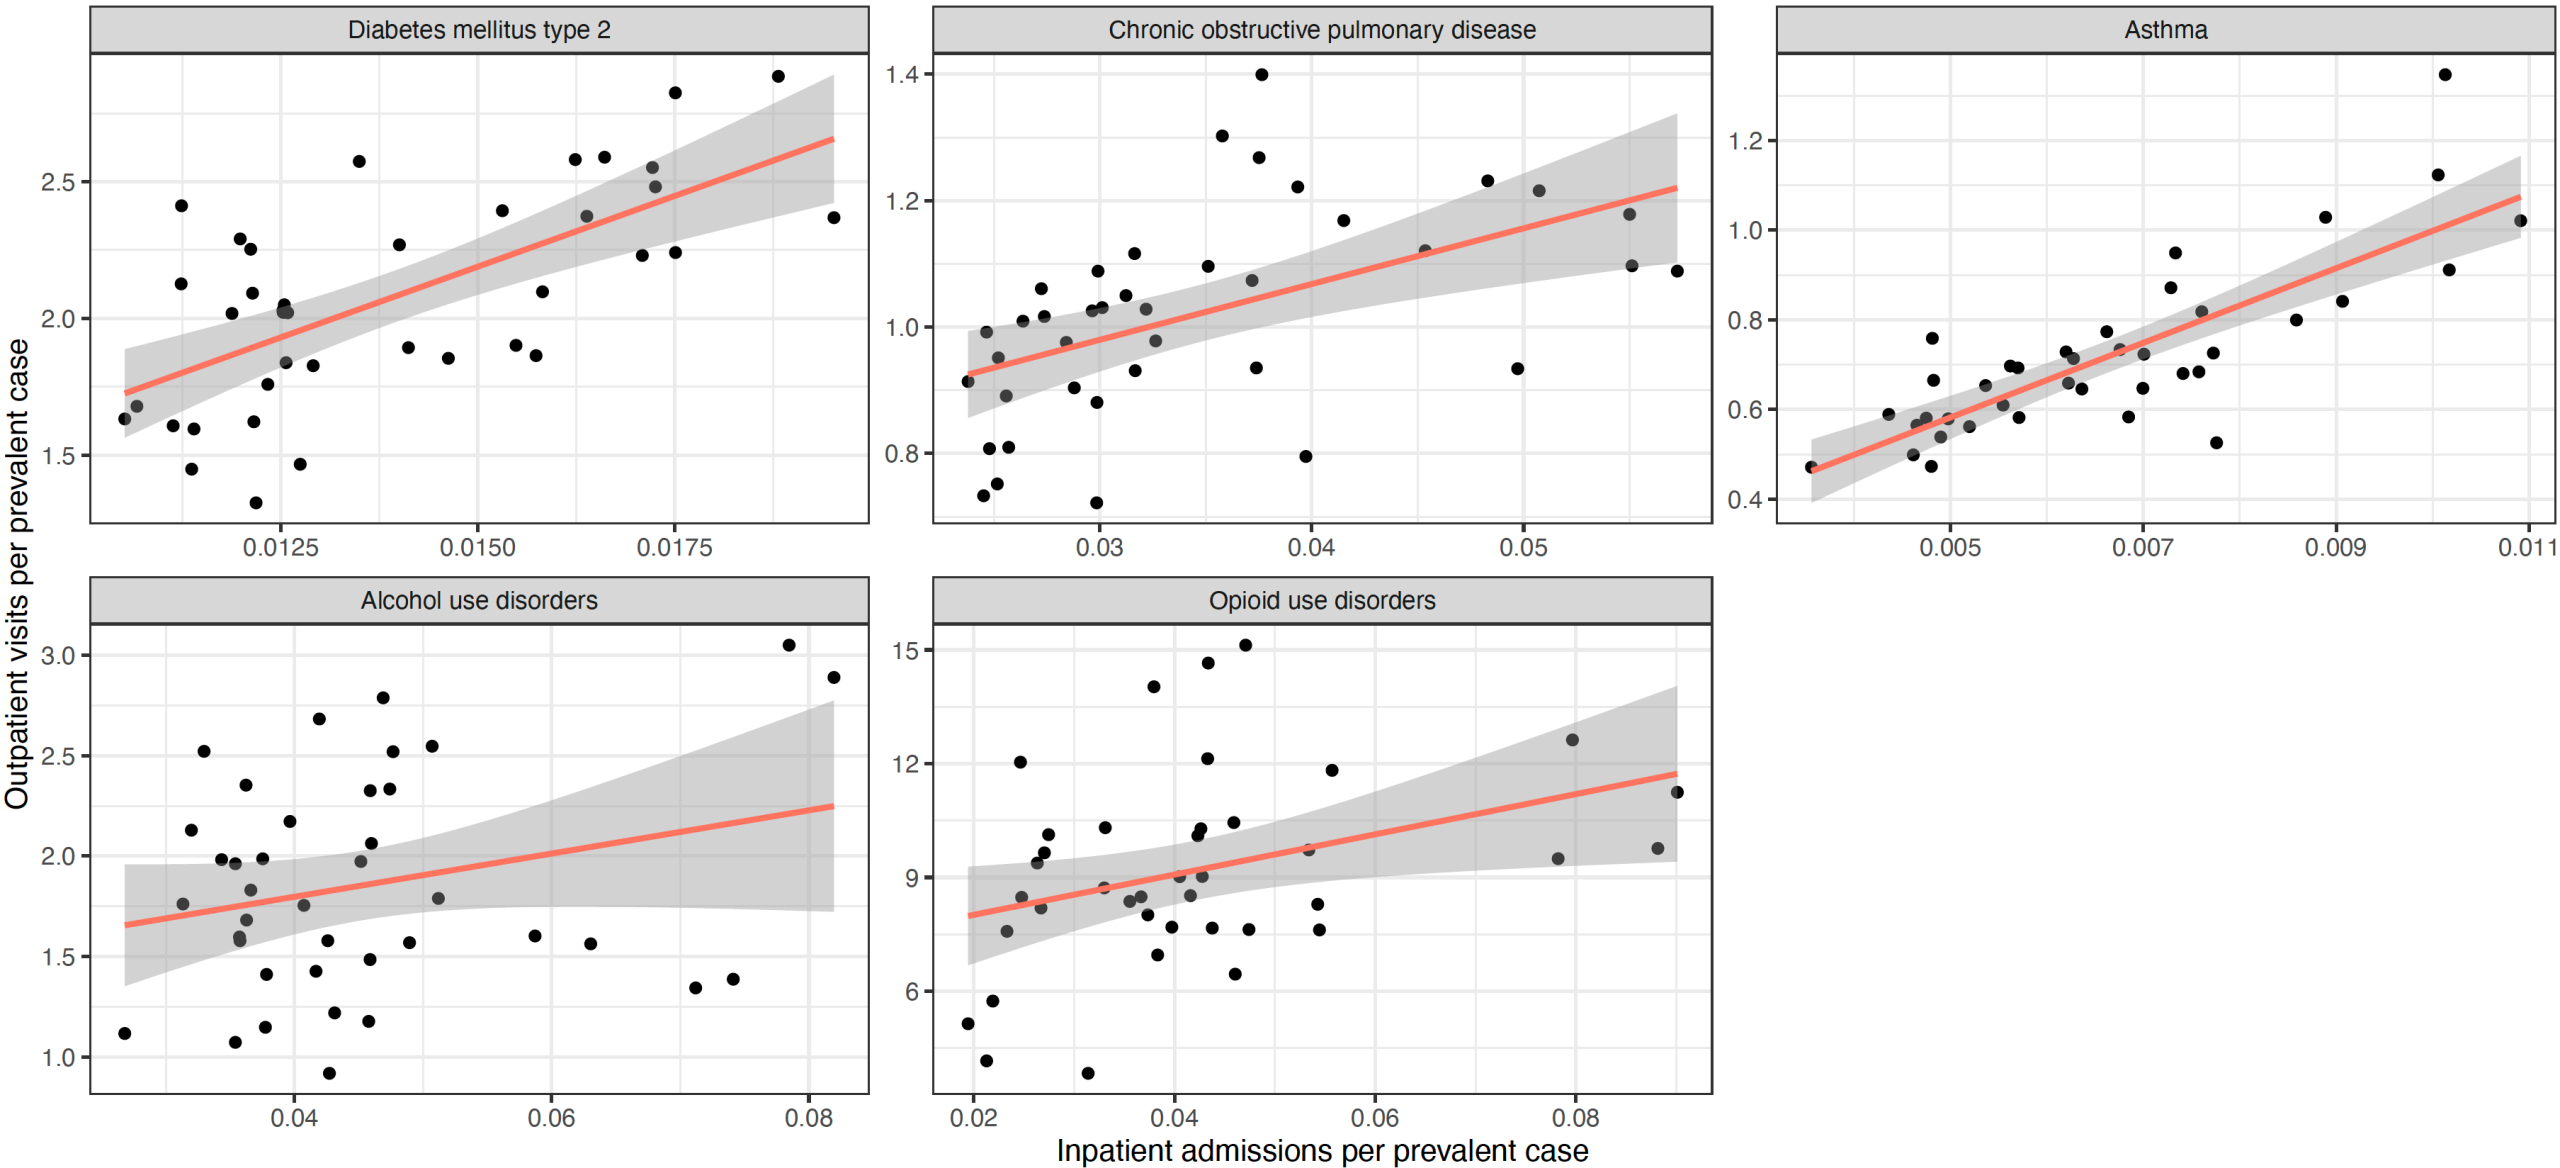 Diabetes mellitus type 2
Chronic obstructive pulmonary disease
Asthma
2.5
2.0
1.5
0.0125 0.0150 0.0175
1.4
1.2
1.0
0.8
0.03 0.04 0.05
1.2
1.0
0.8
0.6
0.4
0.005 0.007 0.009 0.011
Outpatient visits per prevalent case
Alcohol use disorders
Opioid use disorders
3.0
2.5
2.0
1.5
1.0
0.04 0.06 0.08
15
12
9
6
0.02 0.04 0.06 0.08
Inpatient admissions per prevalent case